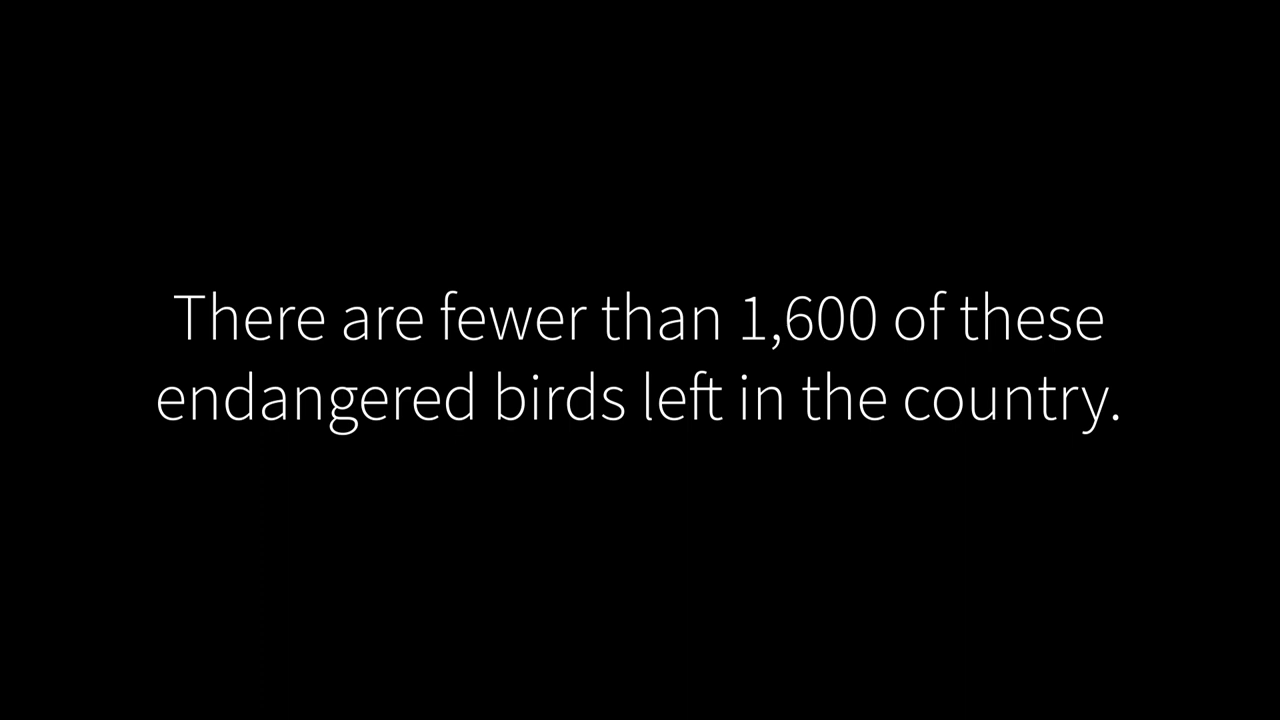 There are fewer than 1,600 of these
endangered birds left in the country.